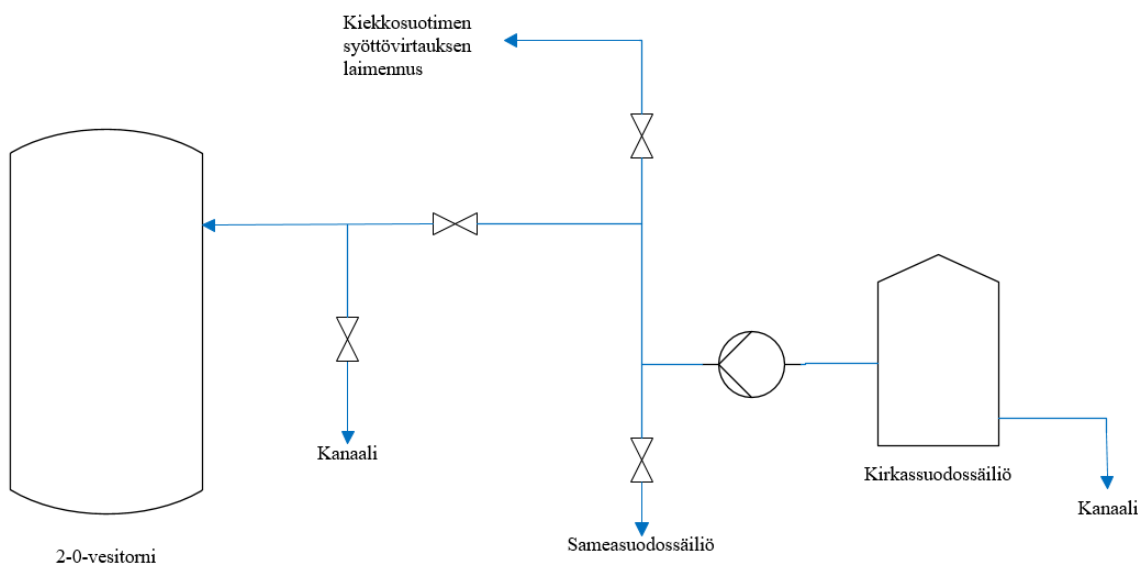 Kiekkosuotimen
syöttövirtauksen
laimennus
Kanaali
Kirkassuodossäiliö
Kanaali
Sameasuodossäiliö
2-0-vesitorni